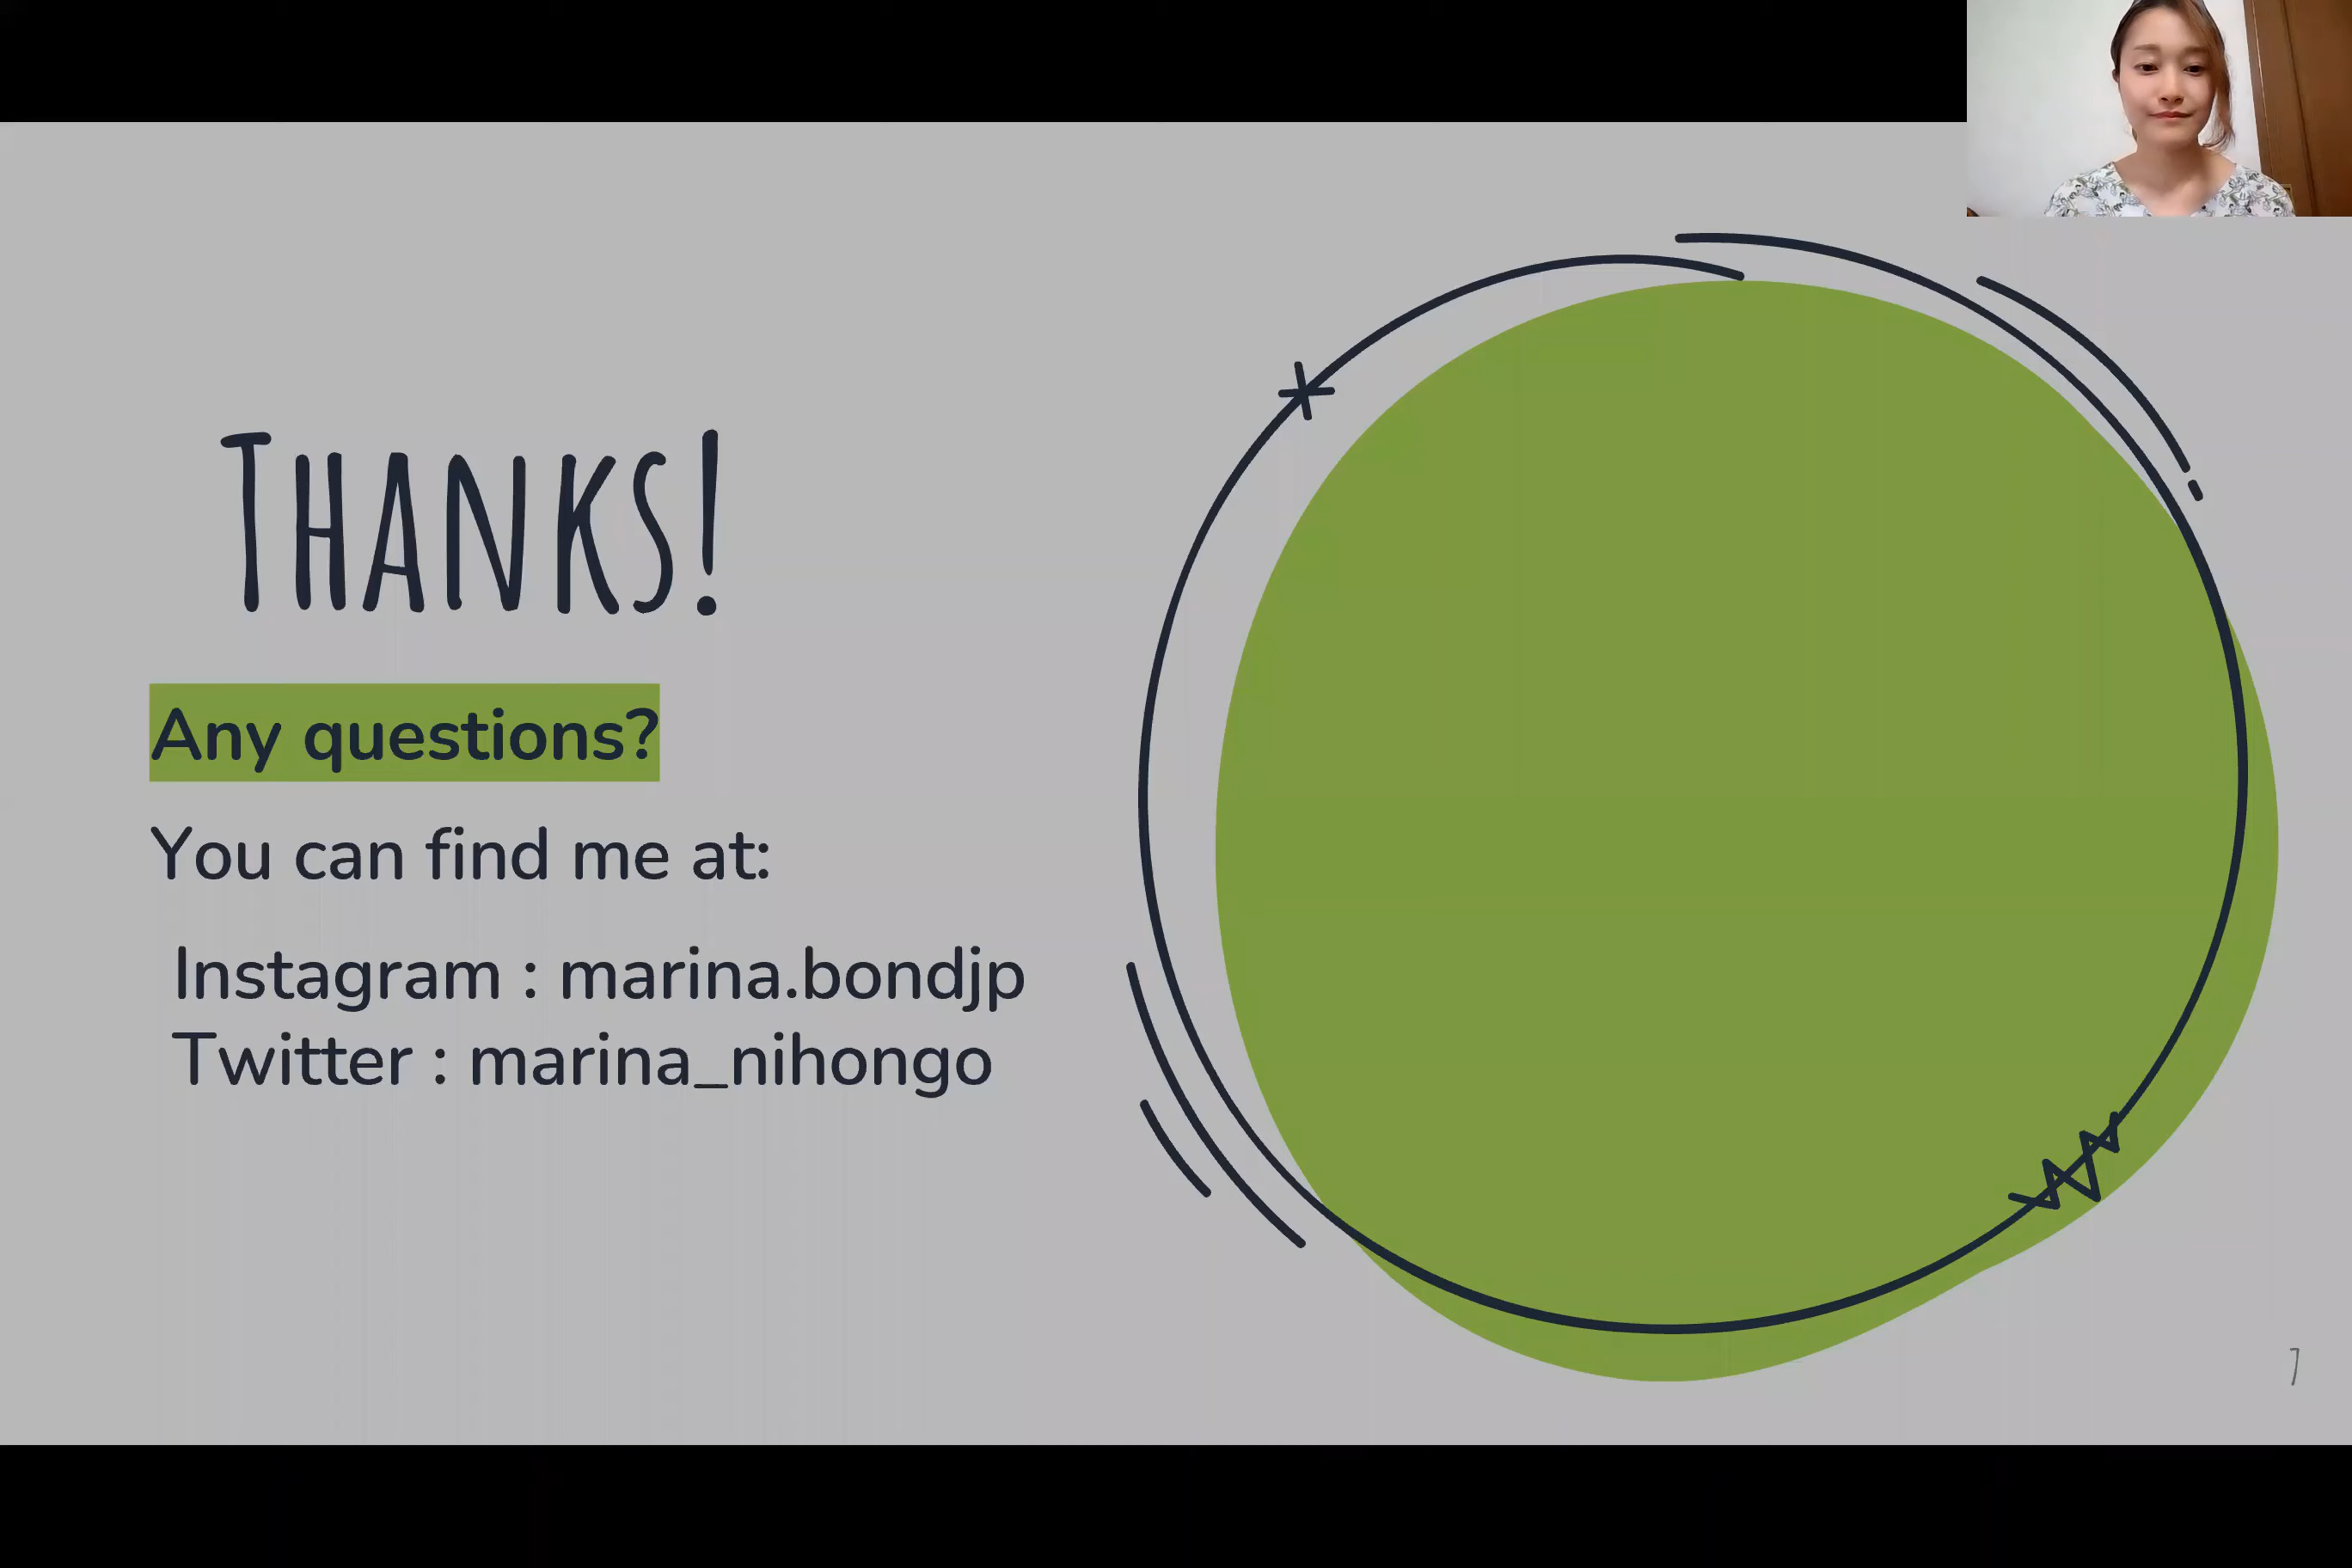 THANKS!
Any questions?
You can find me at:
Instagram : marina.bondjp
Twitter : marina_nihongo
7